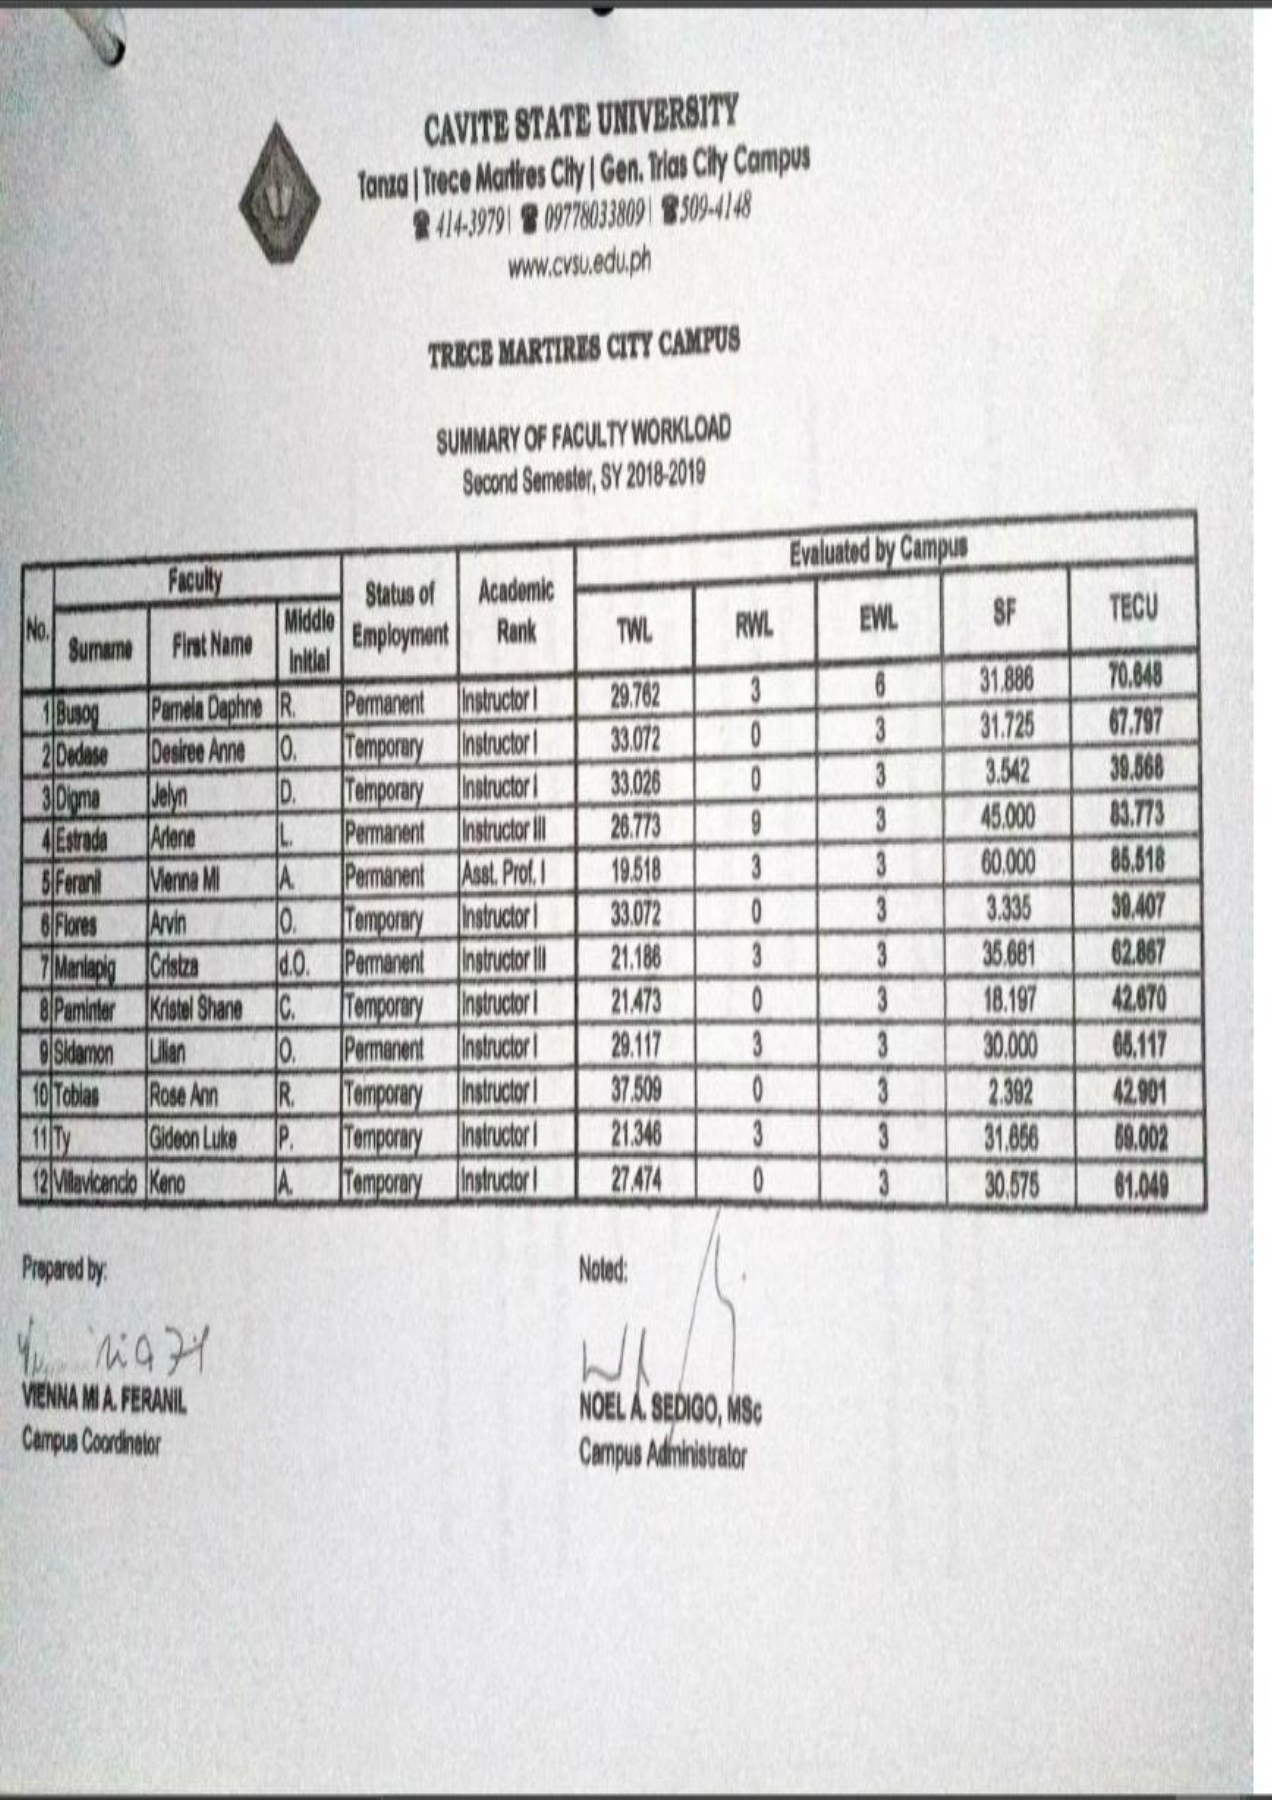 CAVITE STATE UNIVERSITY
Tanza | Trece Martires City | Gen. Trias City Campus
☎ 414-3979| ☎ 09778033809| ☎509-4148
www.cvsu.edu.ph
TRECE MARTIRES CITY CAMPUS
SUMMARY OF FACULTY WORKLOAD
Second Semester, SY 2018-2019
No. Faculty Status of Employment Academic Rank Evaluated by Campus
Surname First Name Middle Initial TWL RWL EWL SF TECU
1 Busog Pamela Daphne R. Permanent Instructor I 29.762 3 6 31.886 70.648
2 Dedase Desiree Anne O. Temporary Instructor I 33.072 0 3 31.725 67.797
3 Digma Jelyn D. Temporary Instructor I 33.026 0 3 3.542 39.568
4 Estrada Arlene L. Permanent Instructor III 26.773 9 3 45.000 83.773
5 Feranil Vienna Mi A. Permanent Asst. Prof. I 19.518 3 3 60.000 85.518
6 Flores Arvin O. Temporary Instructor I 33.072 0 3 3.335 39.407
7 Manlapig Cristza d.O. Permanent Instructor III 21.186 3 3 35.681 62.867
8 Paminter Kristel Shane C. Temporary Instructor I 21.473 0 3 18.197 42.670
9 Sidamon Lilian O. Permanent Instructor I 29.117 3 3 30.000 65.117
10 Tobias Rose Ann R. Temporary Instructor I 37.509 0 3 2.392 42.901
11 Ty Gideon Luke P. Temporary Instructor I 21.346 3 3 31.656 59.002
12 Villavicencio Keno A. Temporary Instructor I 27.474 0 3 30.575 61.049
Prepared by: Noted:
VIENNA MI A. FERANIL NOEL A. SEDIGO, MSc
Campus Coordinator Campus Administrator